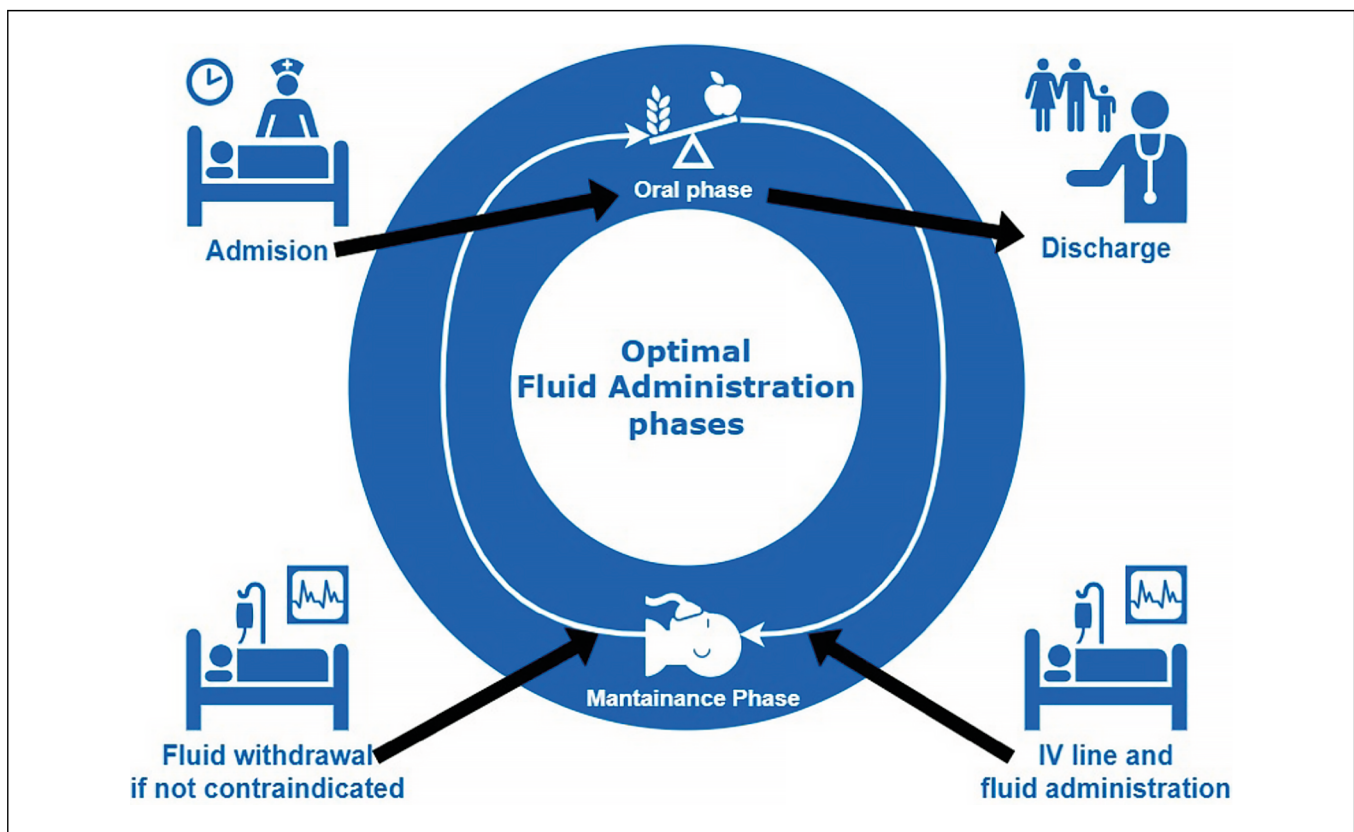 Oral phase
Admision
Discharge
Optimal
Fluid Administration
phases
Mantainance Phase
Fluid withdrawal
if not contraindicated
IV line and
fluid administration